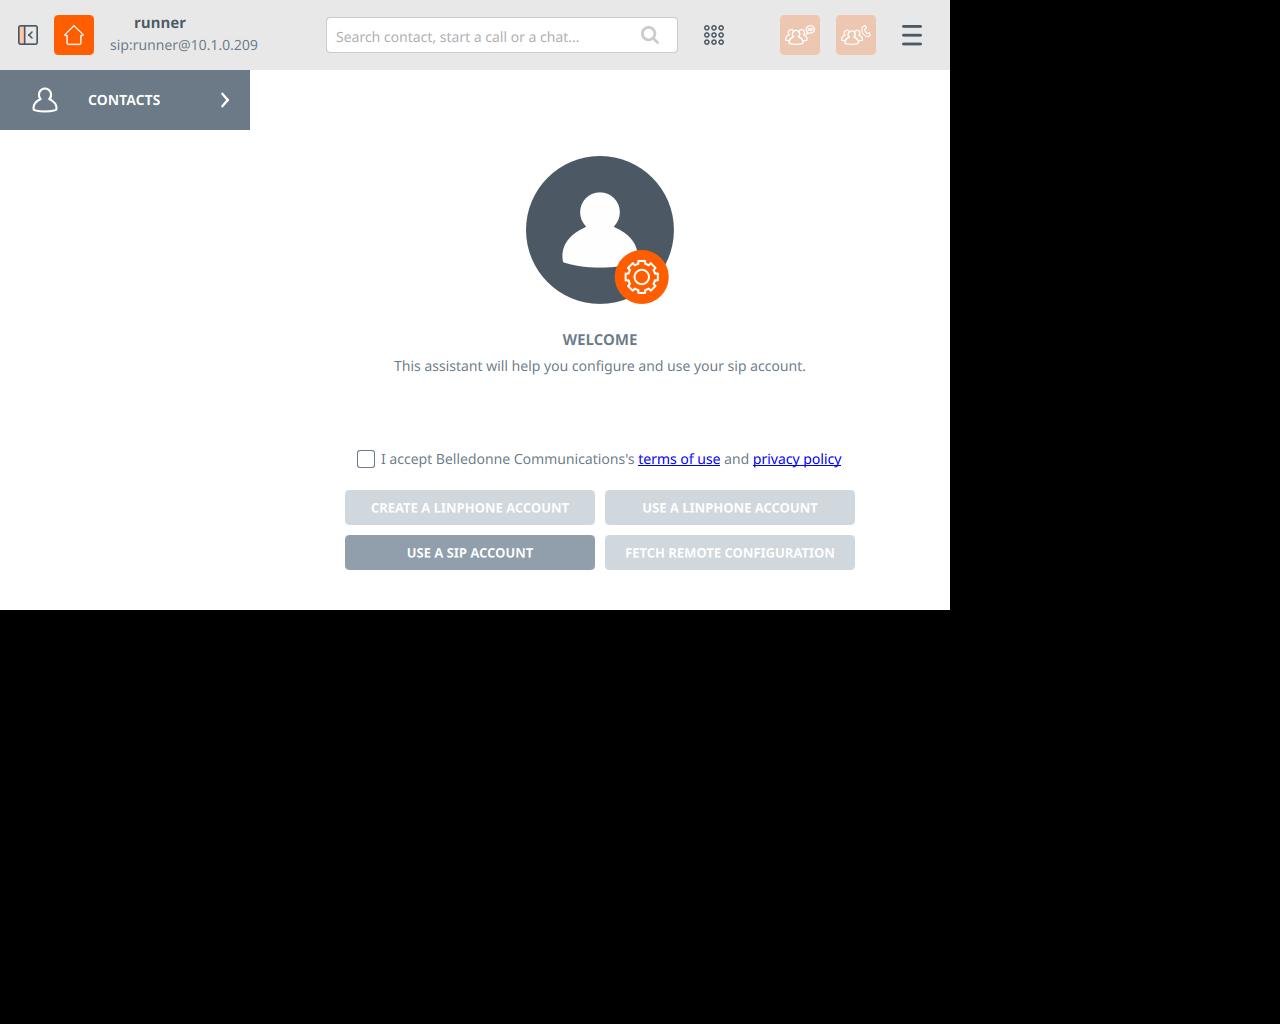 runner
sip:runner@10.1.0.209
Search contact, start a call or a chat...
CONTACTS
WELCOME
This assistant will help you configure and use your sip account.
I accept Belledonne Communications's terms of use and privacy policy
CREATE A LINPHONE ACCOUNT
USE A LINPHONE ACCOUNT
USE A SIP ACCOUNT
FETCH REMOTE CONFIGURATION